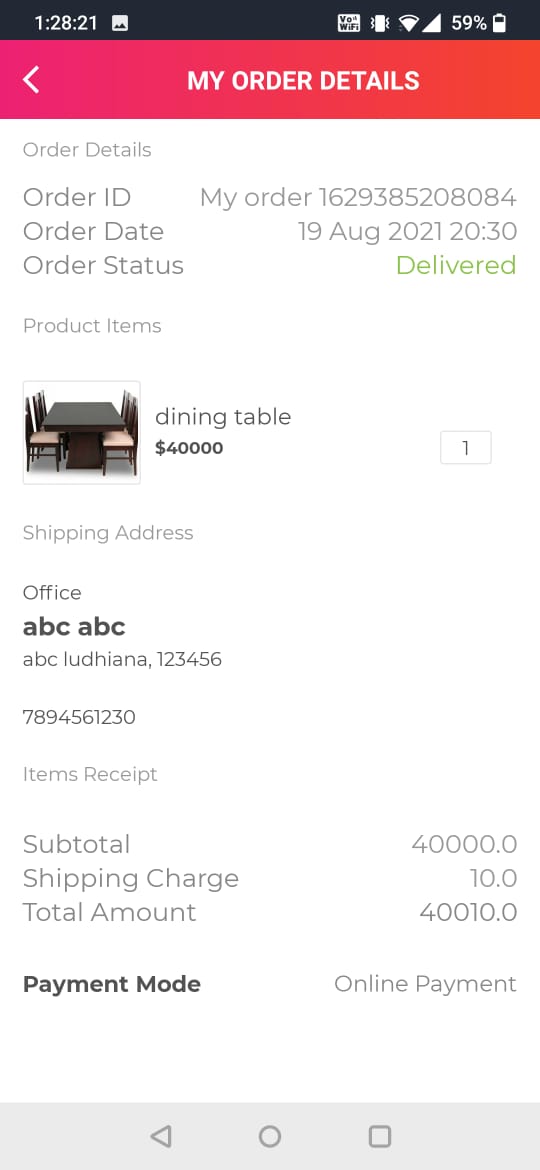 1:28:21
Vo))
WiFi
59%
MY ORDER DETAILS
Order Details
Order ID My order 1629385208084
Order Date 19 Aug 2021 20:30
Order Status Delivered
Product Items
dining table
$40000
1
Shipping Address
Office
abc abc
abc ludhiana, 123456
7894561230
Items Receipt
Subtotal 40000.0
Shipping Charge 10.0
Total Amount 40010.0
Payment Mode Online Payment